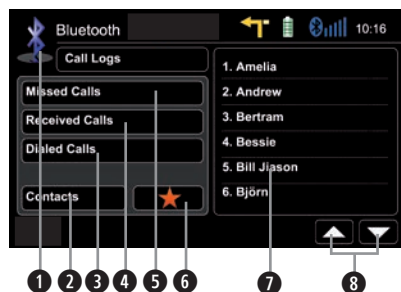 Bluetooth 10:16
Call Logs
Missed Calls
Received Calls
Dialed Calls
Contacts
1. Amelia
2. Andrew
3. Bertram
4. Bessie
5. Bill Jiason
6. Björn
1 2 3 4 5 6 7 8